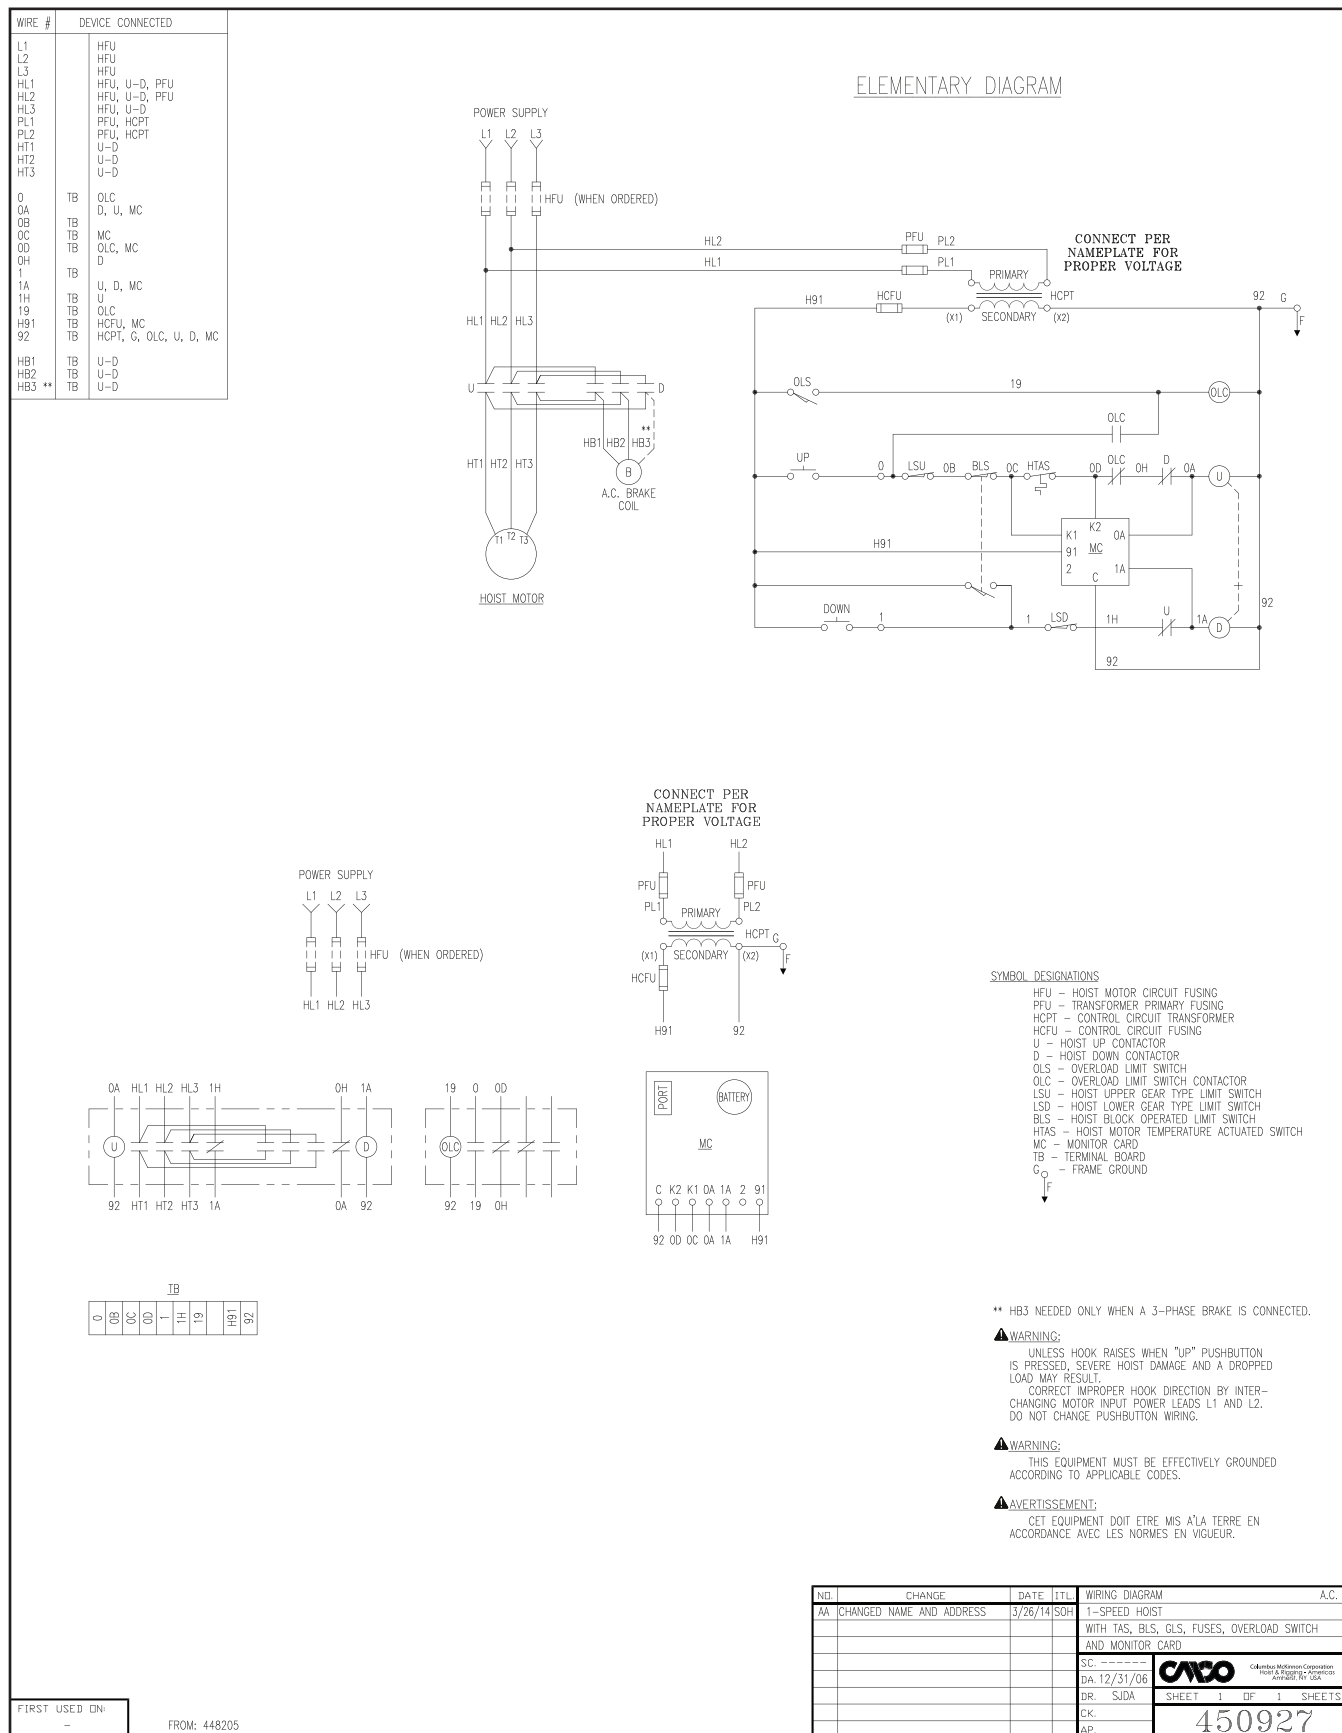 WIRE # DEVICE CONNECTED
L1 HFU
L2 HFU
L3 HFU
HL1 HFU, U-D, PFU
HL2 HFU, U-D, PFU
HL3 HFU, U-D
PL1 PFU, HCPT
PL2 PFU, HCPT
HT1 U-D
HT2 U-D
HT3 U-D
0 TB OLC
0A D, U, MC
0B TB
0C TB MC
0D TB OLC, MC
0H D
1 TB
1A U, D, MC
1H TB U
19 TB OLC
H91 TB HCFU, MC
92 TB HCPT, G, OLC, U, D, MC
HB1 TB U-D
HB2 TB U-D
HB3 ** TB U-D
ELEMENTARY DIAGRAM
POWER SUPPLY
L1 L2 L3
HFU (WHEN ORDERED)
HL2 PFU PL2
HL1 PL1
CONNECT PER
NAMEPLATE FOR
PROPER VOLTAGE
PRIMARY
H91 HCFU HCPT 92 G
(X1) SECONDARY (X2) F
HL1 HL2 HL3
U D
OLS 19 OLC
OLC
**
HB1 HB2 HB3
HT1 HT2 HT3
B
A.C. BRAKE
COIL
UP 0 LSU 0B BLS 0C HTAS 0D OLC 0H D 0A U
T1 T2 T3
HOIST MOTOR
K1 K2 0A
H91 91 MC
2 C 1A
DOWN 1 1 LSD 1H U 1A D
92
92
CONNECT PER
NAMEPLATE FOR
PROPER VOLTAGE
HL1 HL2
PFU PFU
PL1 PRIMARY PL2
HCPT G
(X1) SECONDARY (X2) F
HCFU
H91 92
POWER SUPPLY
L1 L2 L3
HFU (WHEN ORDERED)
HL1 HL2 HL3
SYMBOL DESIGNATIONS
HFU - HOIST MOTOR CIRCUIT FUSING
PFU - TRANSFORMER PRIMARY FUSING
HCPT - CONTROL CIRCUIT TRANSFORMER
HCFU - CONTROL CIRCUIT FUSING
U - HOIST UP CONTACTOR
D - HOIST DOWN CONTACTOR
OLS - OVERLOAD LIMIT SWITCH
OLC - OVERLOAD LIMIT SWITCH CONTACTOR
LSU - HOIST UPPER GEAR TYPE LIMIT SWITCH
LSD - HOIST LOWER GEAR TYPE LIMIT SWITCH
BLS - HOIST BLOCK OPERATED LIMIT SWITCH
HTAS - HOIST MOTOR TEMPERATURE ACTUATED SWITCH
MC - MONITOR CARD
TB - TERMINAL BOARD
G - FRAME GROUND
F
0A HL1 HL2 HL3 1H 0H 1A
U D
92 HT1 HT2 HT3 1A 0A 92
19 0 0D
OLC
92 19 0H
PORT BATTERY
MC
C K2 K1 0A 1A 2 91
92 0D 0C 0A 1A H91
TB
0 0B 0C 0D 1 1H 19 H91 92
** HB3 NEEDED ONLY WHEN A 3-PHASE BRAKE IS CONNECTED.
WARNING:
UNLESS HOOK RAISES WHEN "UP" PUSHBUTTON
IS PRESSED, SEVERE HOIST DAMAGE AND A DROPPED
LOAD MAY RESULT.
CORRECT IMPROPER HOOK DIRECTION BY INTER-
CHANGING MOTOR INPUT POWER LEADS L1 AND L2.
DO NOT CHANGE PUSHBUTTON WIRING.
WARNING:
THIS EQUIPMENT MUST BE EFFECTIVELY GROUNDED
ACCORDING TO APPLICABLE CODES.
AVERTISSEMENT:
CET EQUIPMENT DOIT ETRE MIS A'LA TERRE EN
ACCORDANCE AVEC LES NORMES EN VIGUEUR.
NO. CHANGE DATE ITL. WIRING DIAGRAM A.C.
AA CHANGED NAME AND ADDRESS 3/26/14 SOH 1-SPEED HOIST
WITH TAS, BLS, GLS, FUSES, OVERLOAD SWITCH
AND MONITOR CARD
SC. ------
DA. 12/31/06
CMCO
Columbus McKinnon Corporation
Hoist & Rigging - Americas
Amherst, NY USA
DR. SJDA SHEET 1 OF 1 SHEETS
CK.
AP.
450927
FIRST USED ON:
-
FROM: 448205